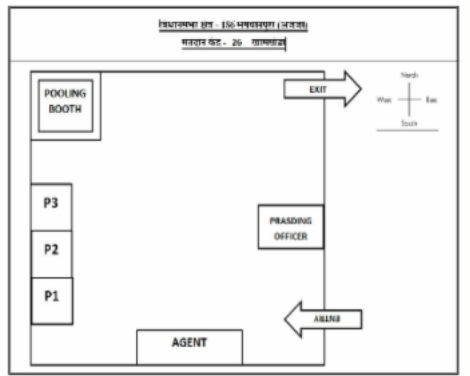 विधानसभा क्षेत्र - 186 भगवानपुरा (अजजा)
मतदान केंद्र - 26
POOLING
BOOTH
EXIT
North
West
East
South
P3
P2
P1
PRASDING
OFFICER
ENTRY
AGENT